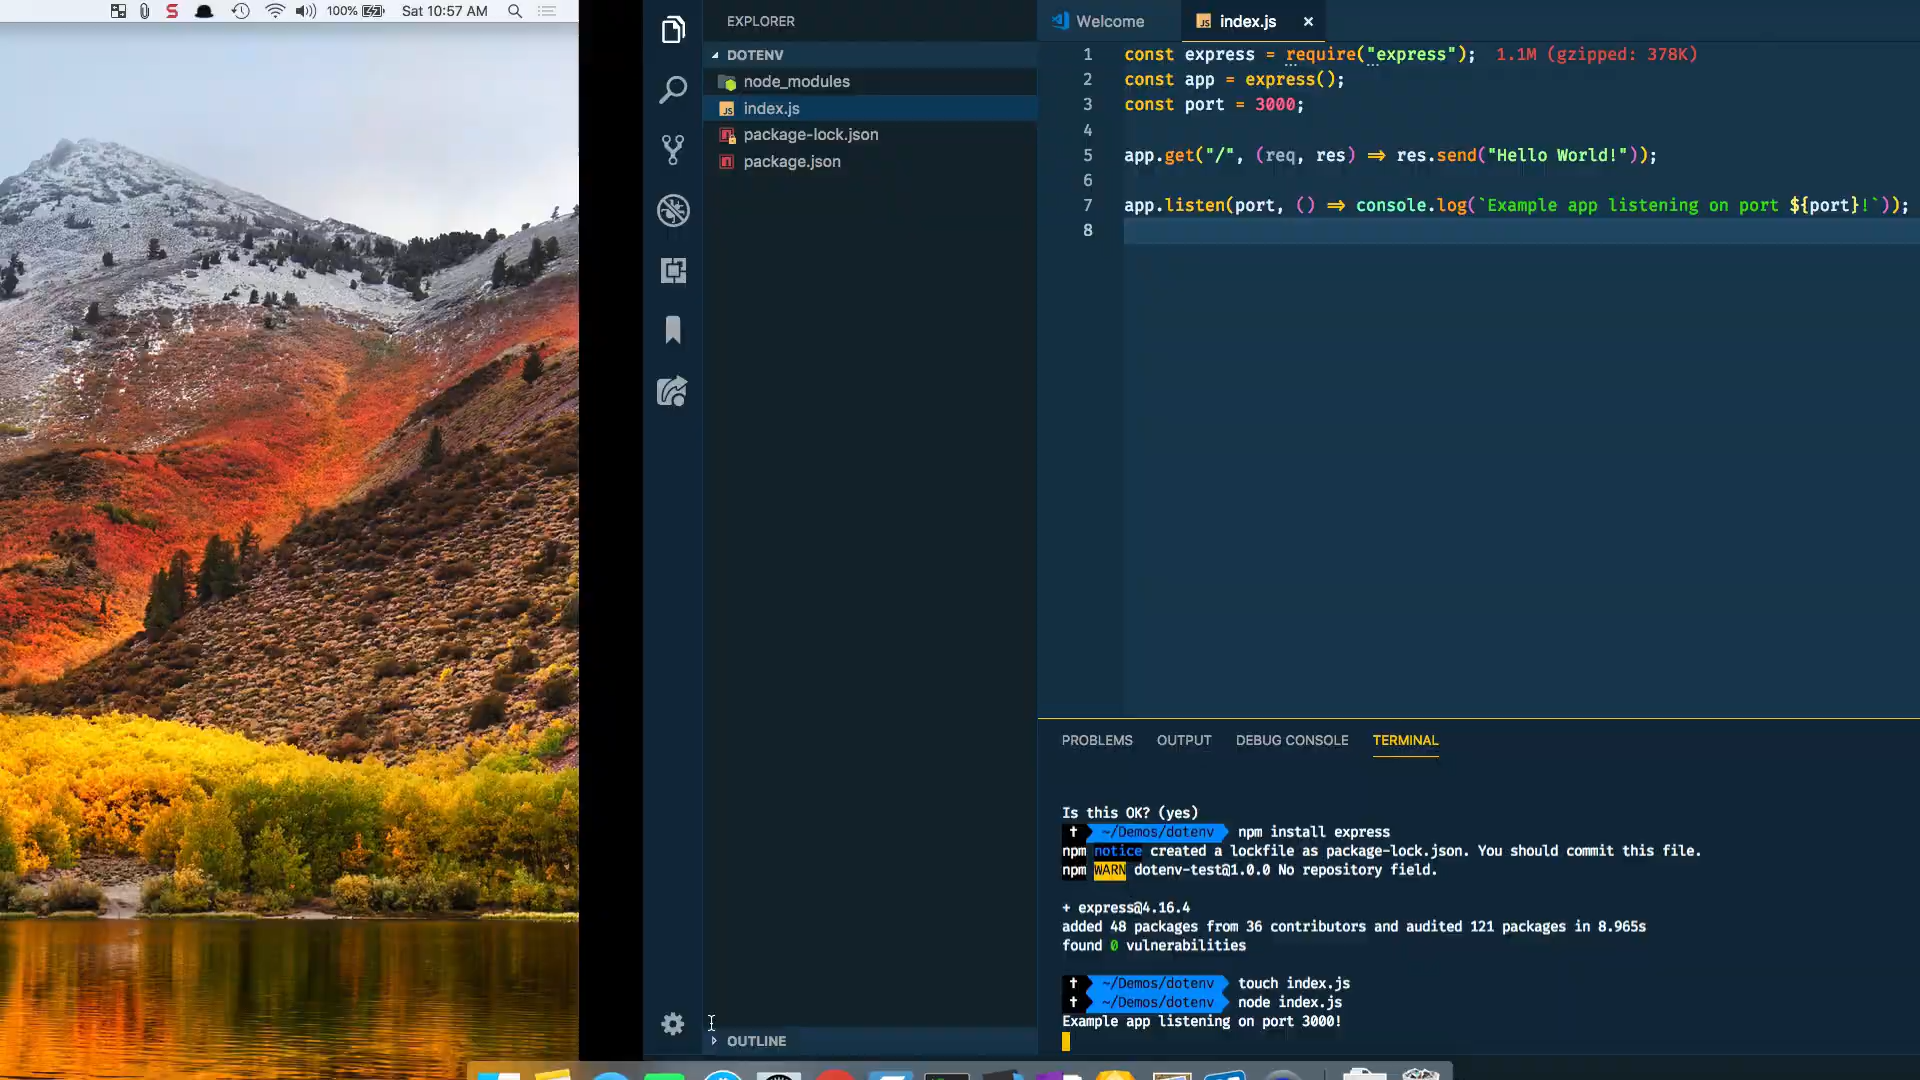 100% Sat 10:57 AM
EXPLORER
DOTENV
node_modules
index.js
package-lock.json
package.json
OUTLINE
Welcome
index.js
1 const express = require("express"); 1.1M (gzipped: 378K)
2 const app = express();
3 const port = 3000;
4
5 app.get("/", (req, res) => res.send("Hello World!"));
6
7 app.listen(port, () => console.log(`Example app listening on port ${port}!`));
8
PROBLEMS OUTPUT DEBUG CONSOLE TERMINAL
Is this OK? (yes)
~/Demos/dotenv npm install express
npm notice created a lockfile as package-lock.json. You should commit this file.
npm WARN dotenv-test@1.0.0 No repository field.
+ express@4.16.4
added 48 packages from 36 contributors and audited 121 packages in 8.965s
found 0 vulnerabilities
~/Demos/dotenv touch index.js
~/Demos/dotenv node index.js
Example app listening on port 3000!